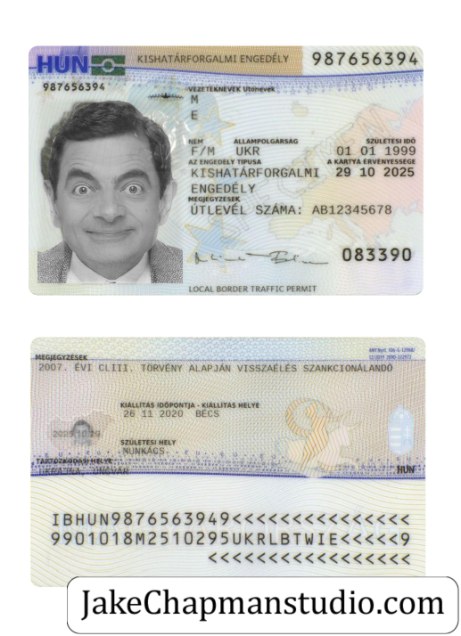 HUN
KISHATÁRFORGALMI ENGEDÉLY
987656394
987656394
VEZETÉKNEVEK Utónevek
M
E
NEM ÁLLAMPOLGÁRSÁG SZÜLETÉSI IDŐ
F/M UKR 01 01 1999
AZ ENGEDÉLY TÍPUSA A KÁRTYA ÉRVÉNYESSÉGE
KISHATÁRFORGALMI 29 10 2025
ENGEDÉLY
MEGJEGYZÉSEK
ÚTLEVÉL SZÁMA: AB12345678
083390
LOCAL BORDER TRAFFIC PERMIT
MEGJEGYZÉSEK
2007. ÉVI CLIII. TÖRVÉNY ALAPJÁN VISSZAÉLÉS SZANKCIONÁLANDÓ
KIÁLLÍTÁS IDŐPONTJA - KIÁLLÍTÁS HELYE
26 11 2020 BÉCS
SZÜLETÉSI HELY
MUNKÁCS
TARTÓZKODÁSI HELYE
UKRAJNA, UNGVÁR
HUN
IBHUN9876563949<<<<<<<<<<<<<<<
9901018M2510295UKRLBTWIE<<<<<9
<<<<<<<<<<<<<<<<<
JakeChapmanstudio.com